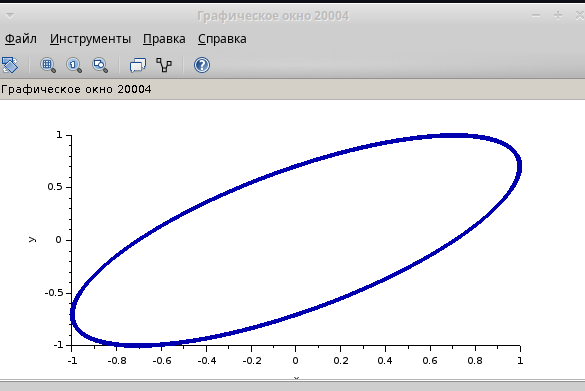 Графическое окно 20004
Файл Инструменты Правка Справка
Графическое окно 20004
1
0.5
0
-0.5
-1
y
-1 -0.8 -0.6 -0.4 -0.2 0 0.2 0.4 0.6 0.8 1